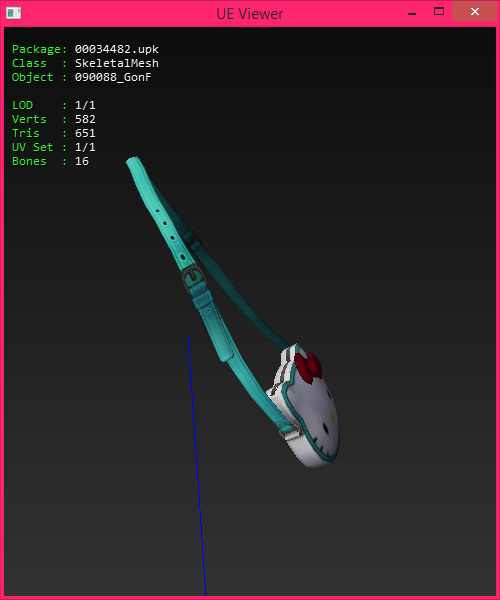 UE Viewer
Package: 00034482.upk
Class  : SkeletalMesh
Object : 090088_GonF
LOD    : 1/1
Verts  : 582
Tris   : 651
UV Set : 1/1
Bones  : 16